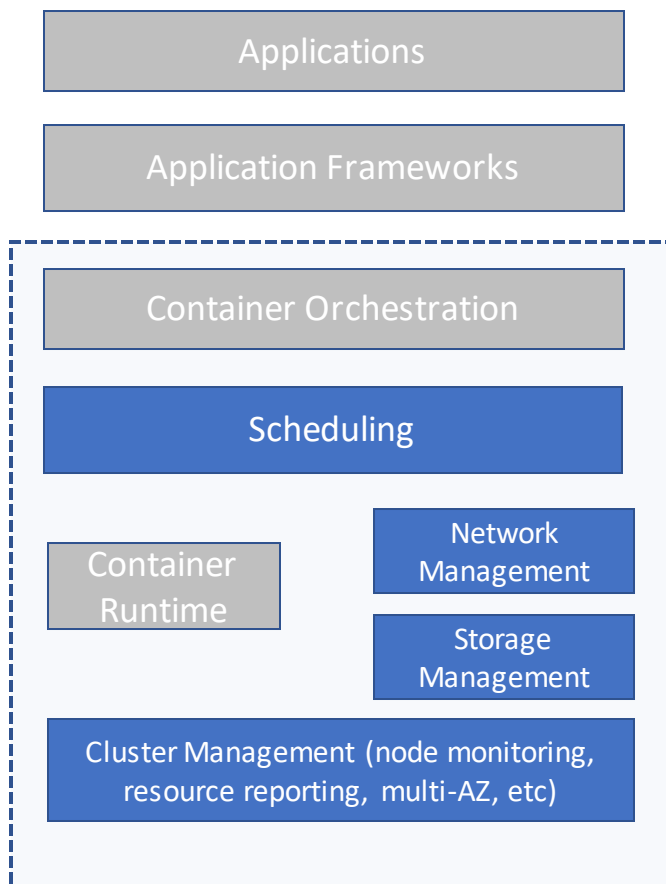 Applications
Application Frameworks
Container Orchestration
Scheduling
Container
Runtime
Network
Management
Storage
Management
Cluster Management (node monitoring,
resource reporting, multi-AZ, etc)